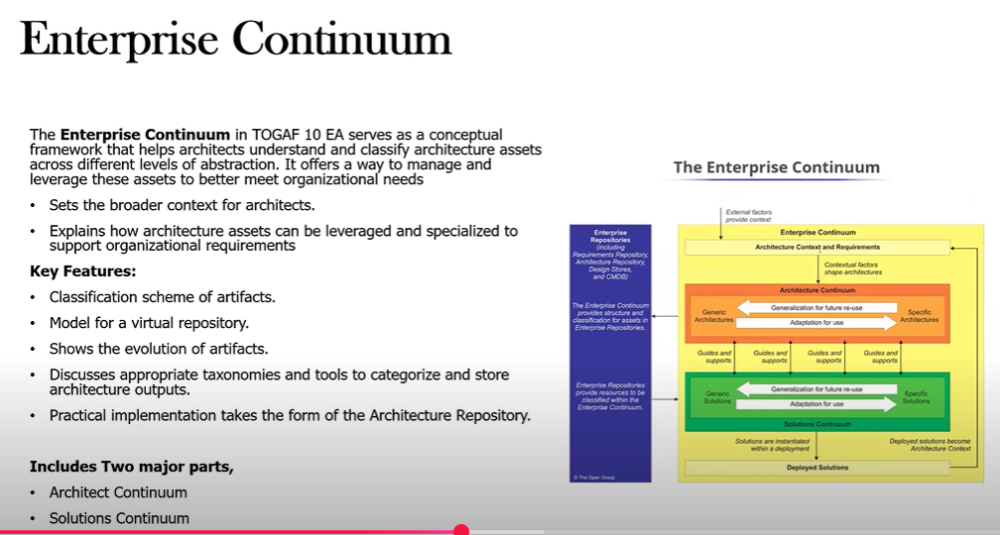 Enterprise Continuum
The Enterprise Continuum in TOGAF 10 EA serves as a conceptual
framework that helps architects understand and classify architecture assets
across different levels of abstraction. It offers a way to manage and
leverage these assets to better meet organizational needs
• Sets the broader context for architects.
• Explains how architecture assets can be leveraged and specialized to
support organizational requirements
Key Features:
• Classification scheme of artifacts.
• Model for a virtual repository.
• Shows the evolution of artifacts.
• Discusses appropriate taxonomies and tools to categorize and store
architecture outputs.
• Practical implementation takes the form of the Architecture Repository.
Includes Two major parts,
• Architect Continuum
• Solutions Continuum
The Enterprise Continuum
External factors
provide context
Enterprise
Repositories
(including
Requirements Repository,
Architecture Repository,
Design Stores,
and CMDB)
The Enterprise Continuum
provides structure and
classification for assets in
Enterprise Repositories.
Enterprise Repositories
provide resources to be
classified within the
Enterprise Continuum.
© The Open Group
Enterprise Continuum
Architecture Context and Requirements
Contextual factors
shape architectures
Architecture Continuum
Generic
Architectures
Generalization for future re-use
Adaptation for use
Specific
Architectures
Guides and
supports
Guides and
supports
Guides and
supports
Guides and
supports
Generic
Solutions
Generalization for future re-use
Adaptation for use
Specific
Solutions
Solutions Continuum
Solutions are instantiated
within a deployment
Deployed solutions become
Architecture Context
Deployed Solutions